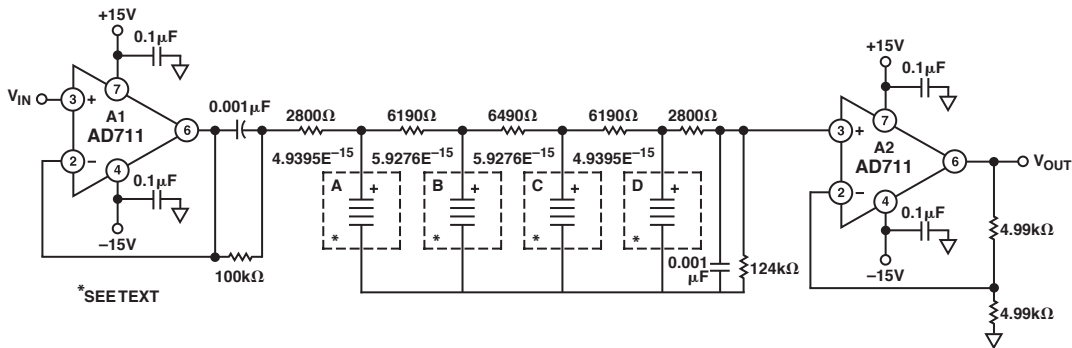 +15V
0.1µF
7
VIN
3
+
A1
AD711
6
2
–
4
0.1µF
–15V
0.001µF
100kΩ
*SEE TEXT
2800Ω
6190Ω
6490Ω
6190Ω
2800Ω
4.9395E–15
5.9276E–15
5.9276E–15
4.9395E–15
A
+
*
B
+
*
C
+
*
D
+
*
0.001
µF
124kΩ
+15V
0.1µF
7
3
+
A2
AD711
6
VOUT
2
–
4
0.1µF
–15V
4.99kΩ
4.99kΩ